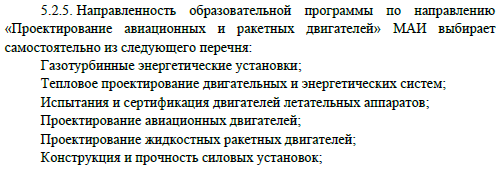 5.2.5. Направленность образовательной программы по направлению
«Проектирование авиационных и ракетных двигателей» МАИ выбирает
самостоятельно из следующего перечня:
Газотурбинные энергетические установки;
Тепловое проектирование двигательных и энергетических систем;
Испытания и сертификация двигателей летательных аппаратов;
Проектирование авиационных двигателей;
Проектирование жидкостных ракетных двигателей;
Конструкция и прочность силовых установок;